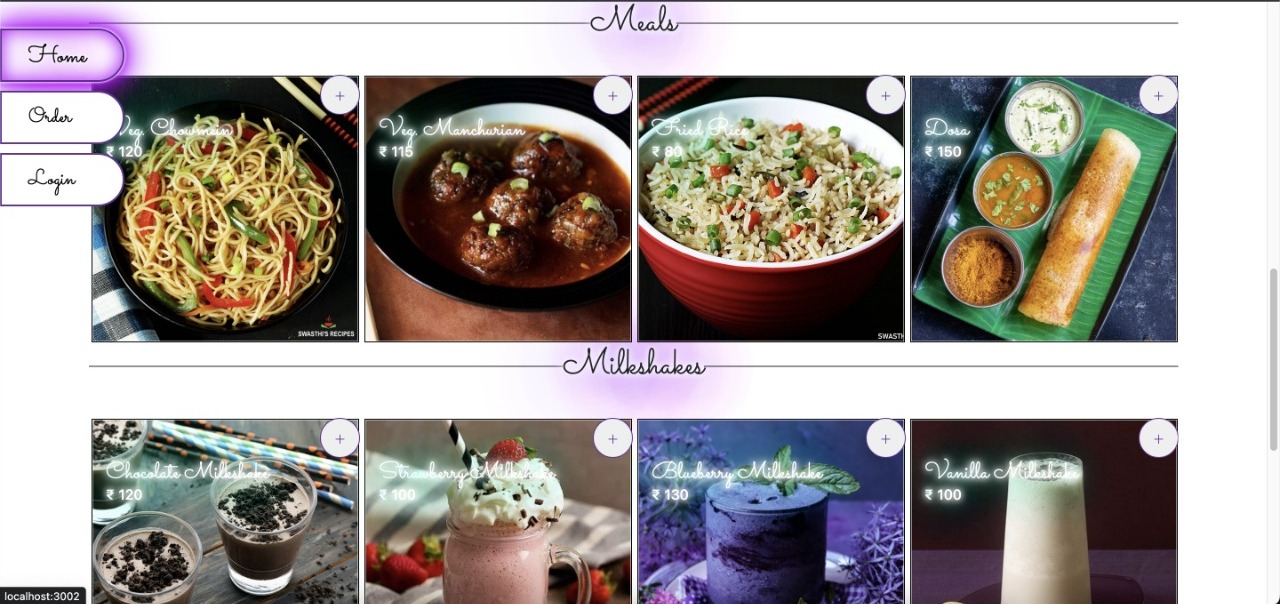 Meals
Home
Order
Login
+
Veg. Chowmein
₹ 120
SWASTHI'S RECIPES
+
Veg. Manchurian
₹ 115
+
Fried Rice
₹ 80
SWASTH
+
Dosa
₹ 150
Milkshakes
+
Chocolate Milkshake
₹ 120
+
Strawberry Milkshake
₹ 100
+
Blueberry Milkshake
₹ 130
+
Vanilla Milkshake
₹ 100
localhost:3002